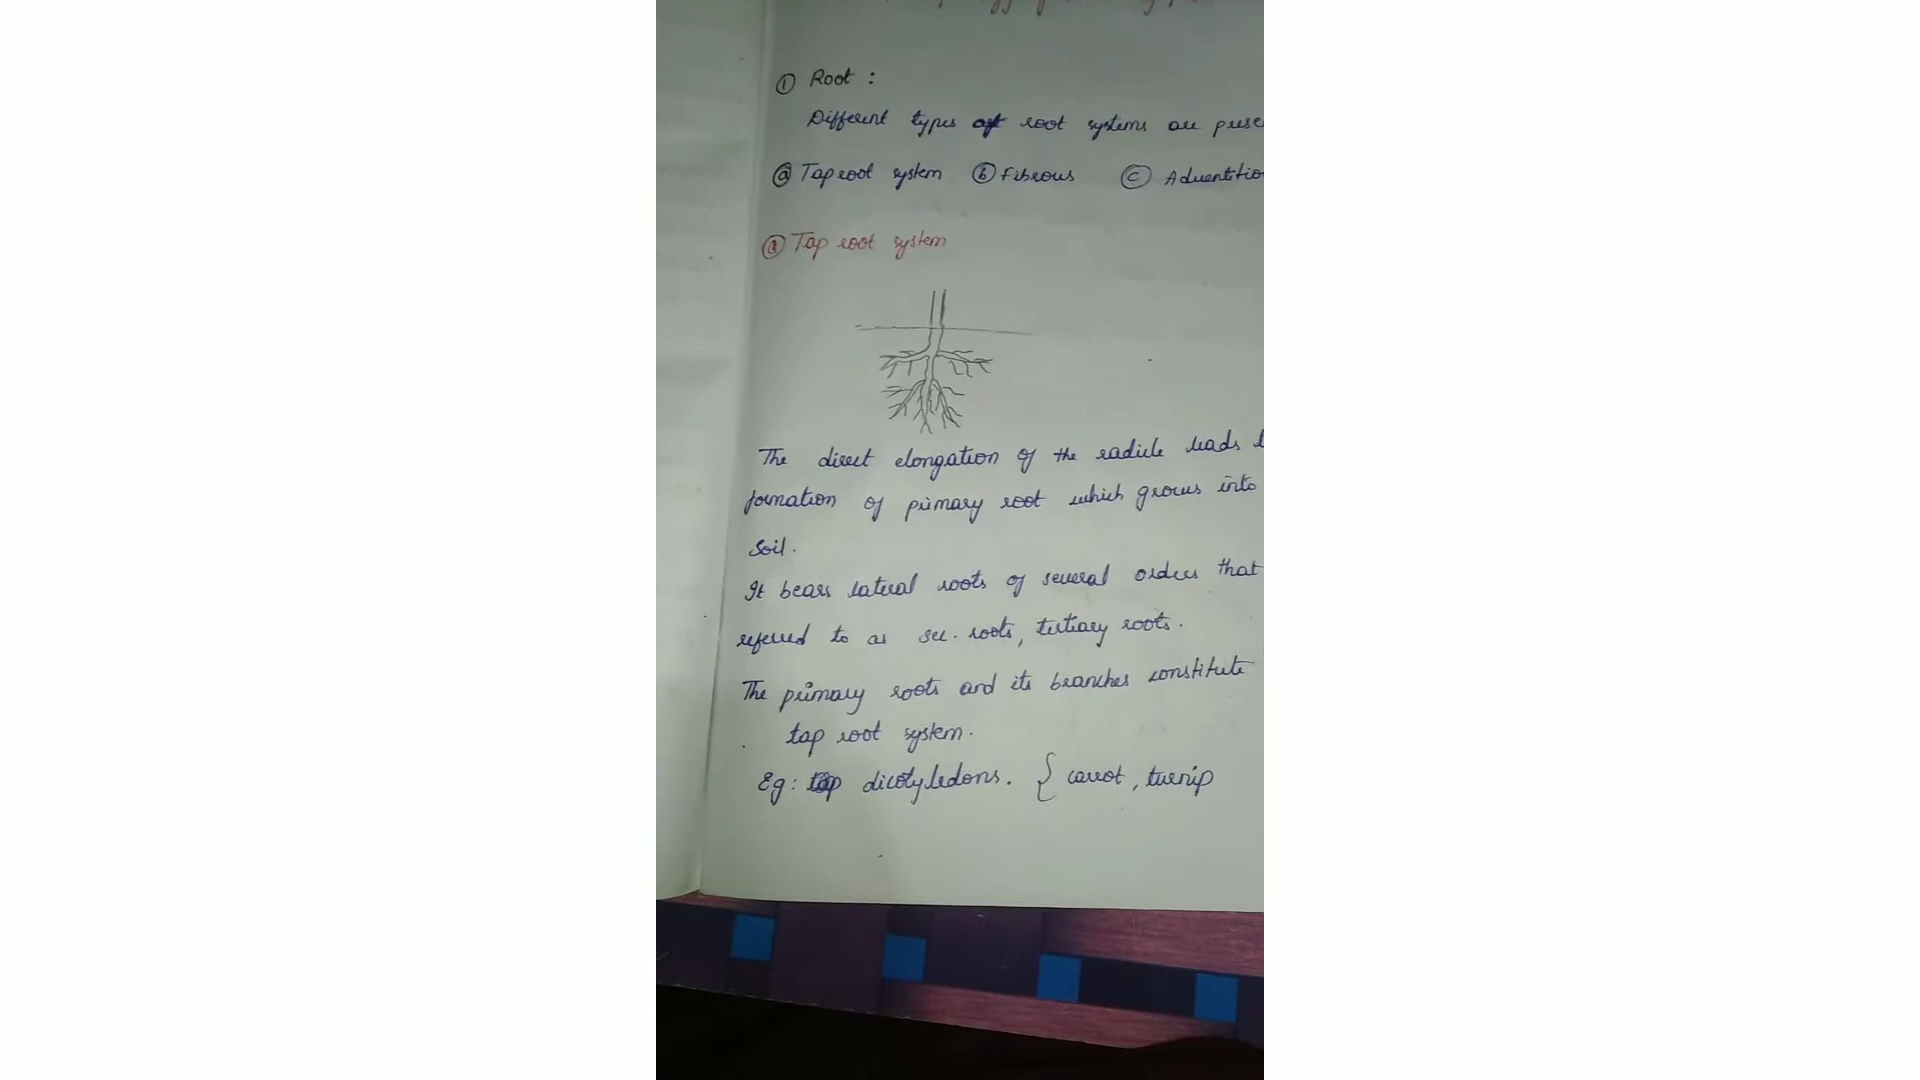 ① Root :
Different types of root systems are prese
ⓐ Tap root system ⓑ Fibrous ⓒ Adventitio
ⓐ Tap root system
The direct elongation of the radicle leads t
formation of primary root which grows into
Soil.
It bears lateral roots of several orders that
referred to as sec. roots, tertiary roots.
The primary roots and its branches constitute
tap root system.
Eg: dicotyledons. { carrot, turnip